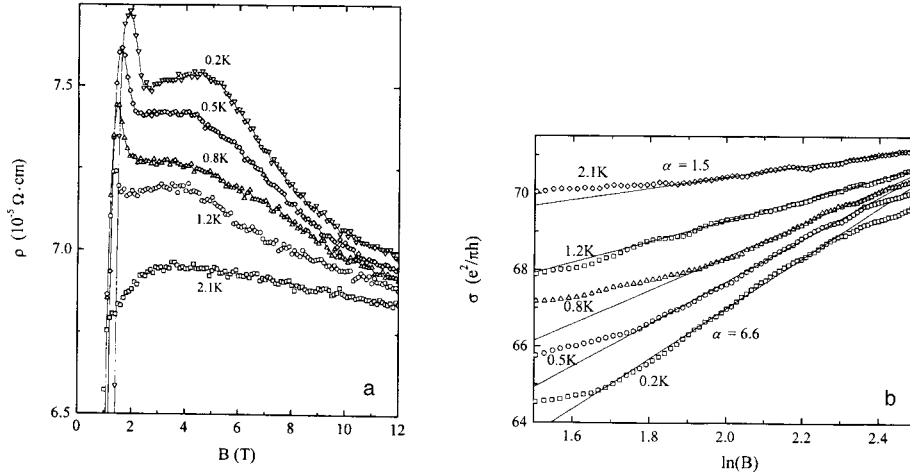 7.5
7.0
6.5
ρ (10⁻⁵ Ω·cm)
0.2K
0.5K
0.8K
1.2K
2.1K
a
0 2 4 6 8 10 12
B (T)
70
68
66
64
σ (e²/πh)
2.1K
α = 1.5
1.2K
0.8K
0.5K
α = 6.6
0.2K
b
1.6 1.8 2.0 2.2 2.4
ln(B)